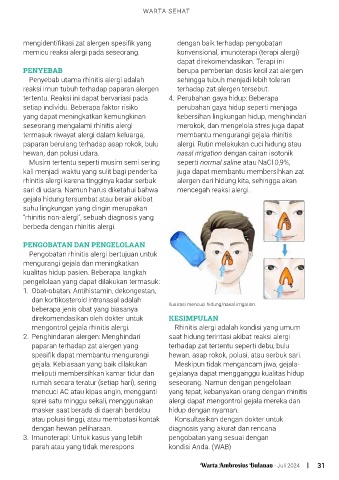 WARTA SEHAT
mengidentifikasi zat alergen spesifik yang
memicu reaksi alergi pada seseorang.
PENYEBAB
Penyebab utama rhinitis alergi adalah
reaksi imun tubuh terhadap paparan alergen
tertentu. Reaksi ini dapat bervariasi pada
setiap individu. Beberapa faktor risiko
yang dapat meningkatkan kemungkinan
seseorang mengalami rhinitis alergi
termasuk riwayat alergi dalam keluarga,
paparan berulang terhadap asap rokok, bulu
hewan, dan polusi udara.
Musim tertentu seperti musim semi sering
kali menjadi waktu yang sulit bagi penderita
rhinitis alergi karena tingginya kadar serbuk
sari di udara. Namun harus diketahui bahwa
gejala hidung tersumbat atau berair akibat
suhu lingkungan yang dingin merupakan
"rhinitis non-alergi", sebuah diagnosis yang
berbeda dengan rhinitis alergi.
PENGOBATAN DAN PENGELOLAAN
Pengobatan rhinitis alergi bertujuan untuk
mengurangi gejala dan meningkatkan
kualitas hidup pasien. Beberapa langkah
pengelolaan yang dapat dilakukan termasuk:
1. Obat-obatan: Antihistamin, dekongestan,
dan kortikosteroid intranasal adalah
beberapa jenis obat yang biasanya
direkomendasikan oleh dokter untuk
mengontrol gejala rhinitis alergi.
2. Penghindaran alergen: Menghindari
paparan terhadap zat alergen yang
spesifik dapat membantu mengurangi
gejala. Kebiasaan yang baik dilakukan
meliputi membersihkan kamar tidur dan
rumah secara teratur (setiap hari), sering
mencuci AC atau kipas angin, mengganti
sprei satu minggu sekali, menggunakan
masker saat berada di daerah berdebu
atau polusi tinggi, atau membatasi kontak
dengan hewan peliharaan.
3. Imunoterapi: Untuk kasus yang lebih
parah atau yang tidak merespons
dengan baik terhadap pengobatan
konvensional, imunoterapi (terapi alergi)
dapat direkomendasikan. Terapi ini
berupa pemberian dosis kecil zat alergen
sehingga tubuh menjadi lebih toleran
terhadap zat alergen tersebut.
4. Perubahan gaya hidup: Beberapa
perubahan gaya hidup seperti menjaga
kebersihan lingkungan hidup, menghindari
merokok, dan mengelola stres juga dapat
membantu mengurangi gejala rhinitis
alergi. Rutin melakukan cuci hidung atau
nasal irrigation dengan cairan isotonik
seperti normal saline atau NaCl 0,9%,
juga dapat membantu membersihkan zat
alergen dari hidung kita, sehingga akan
mencegah reaksi alergi.
Ilustrasi mencuci hidung/nasal irrigation.
KESIMPULAN
Rhinitis alergi adalah kondisi yang umum
saat hidung teriritasi akibat reaksi alergi
terhadap zat tertentu seperti debu, bulu
hewan, asap rokok, polusi, atau serbuk sari.
Meskipun tidak mengancam jiwa, gejala-
gejalanya dapat mengganggu kualitas hidup
seseorang. Namun dengan pengelolaan
yang tepat, kebanyakan orang dengan rhinitis
alergi dapat mengontrol gejala mereka dan
hidup dengan nyaman.
Konsultasikan dengan dokter untuk
diagnosis yang akurat dan rencana
pengobatan yang sesuai dengan
kondisi Anda. (WAB)
Warta Ambrosius Bulanan - Juli 2024 | 31